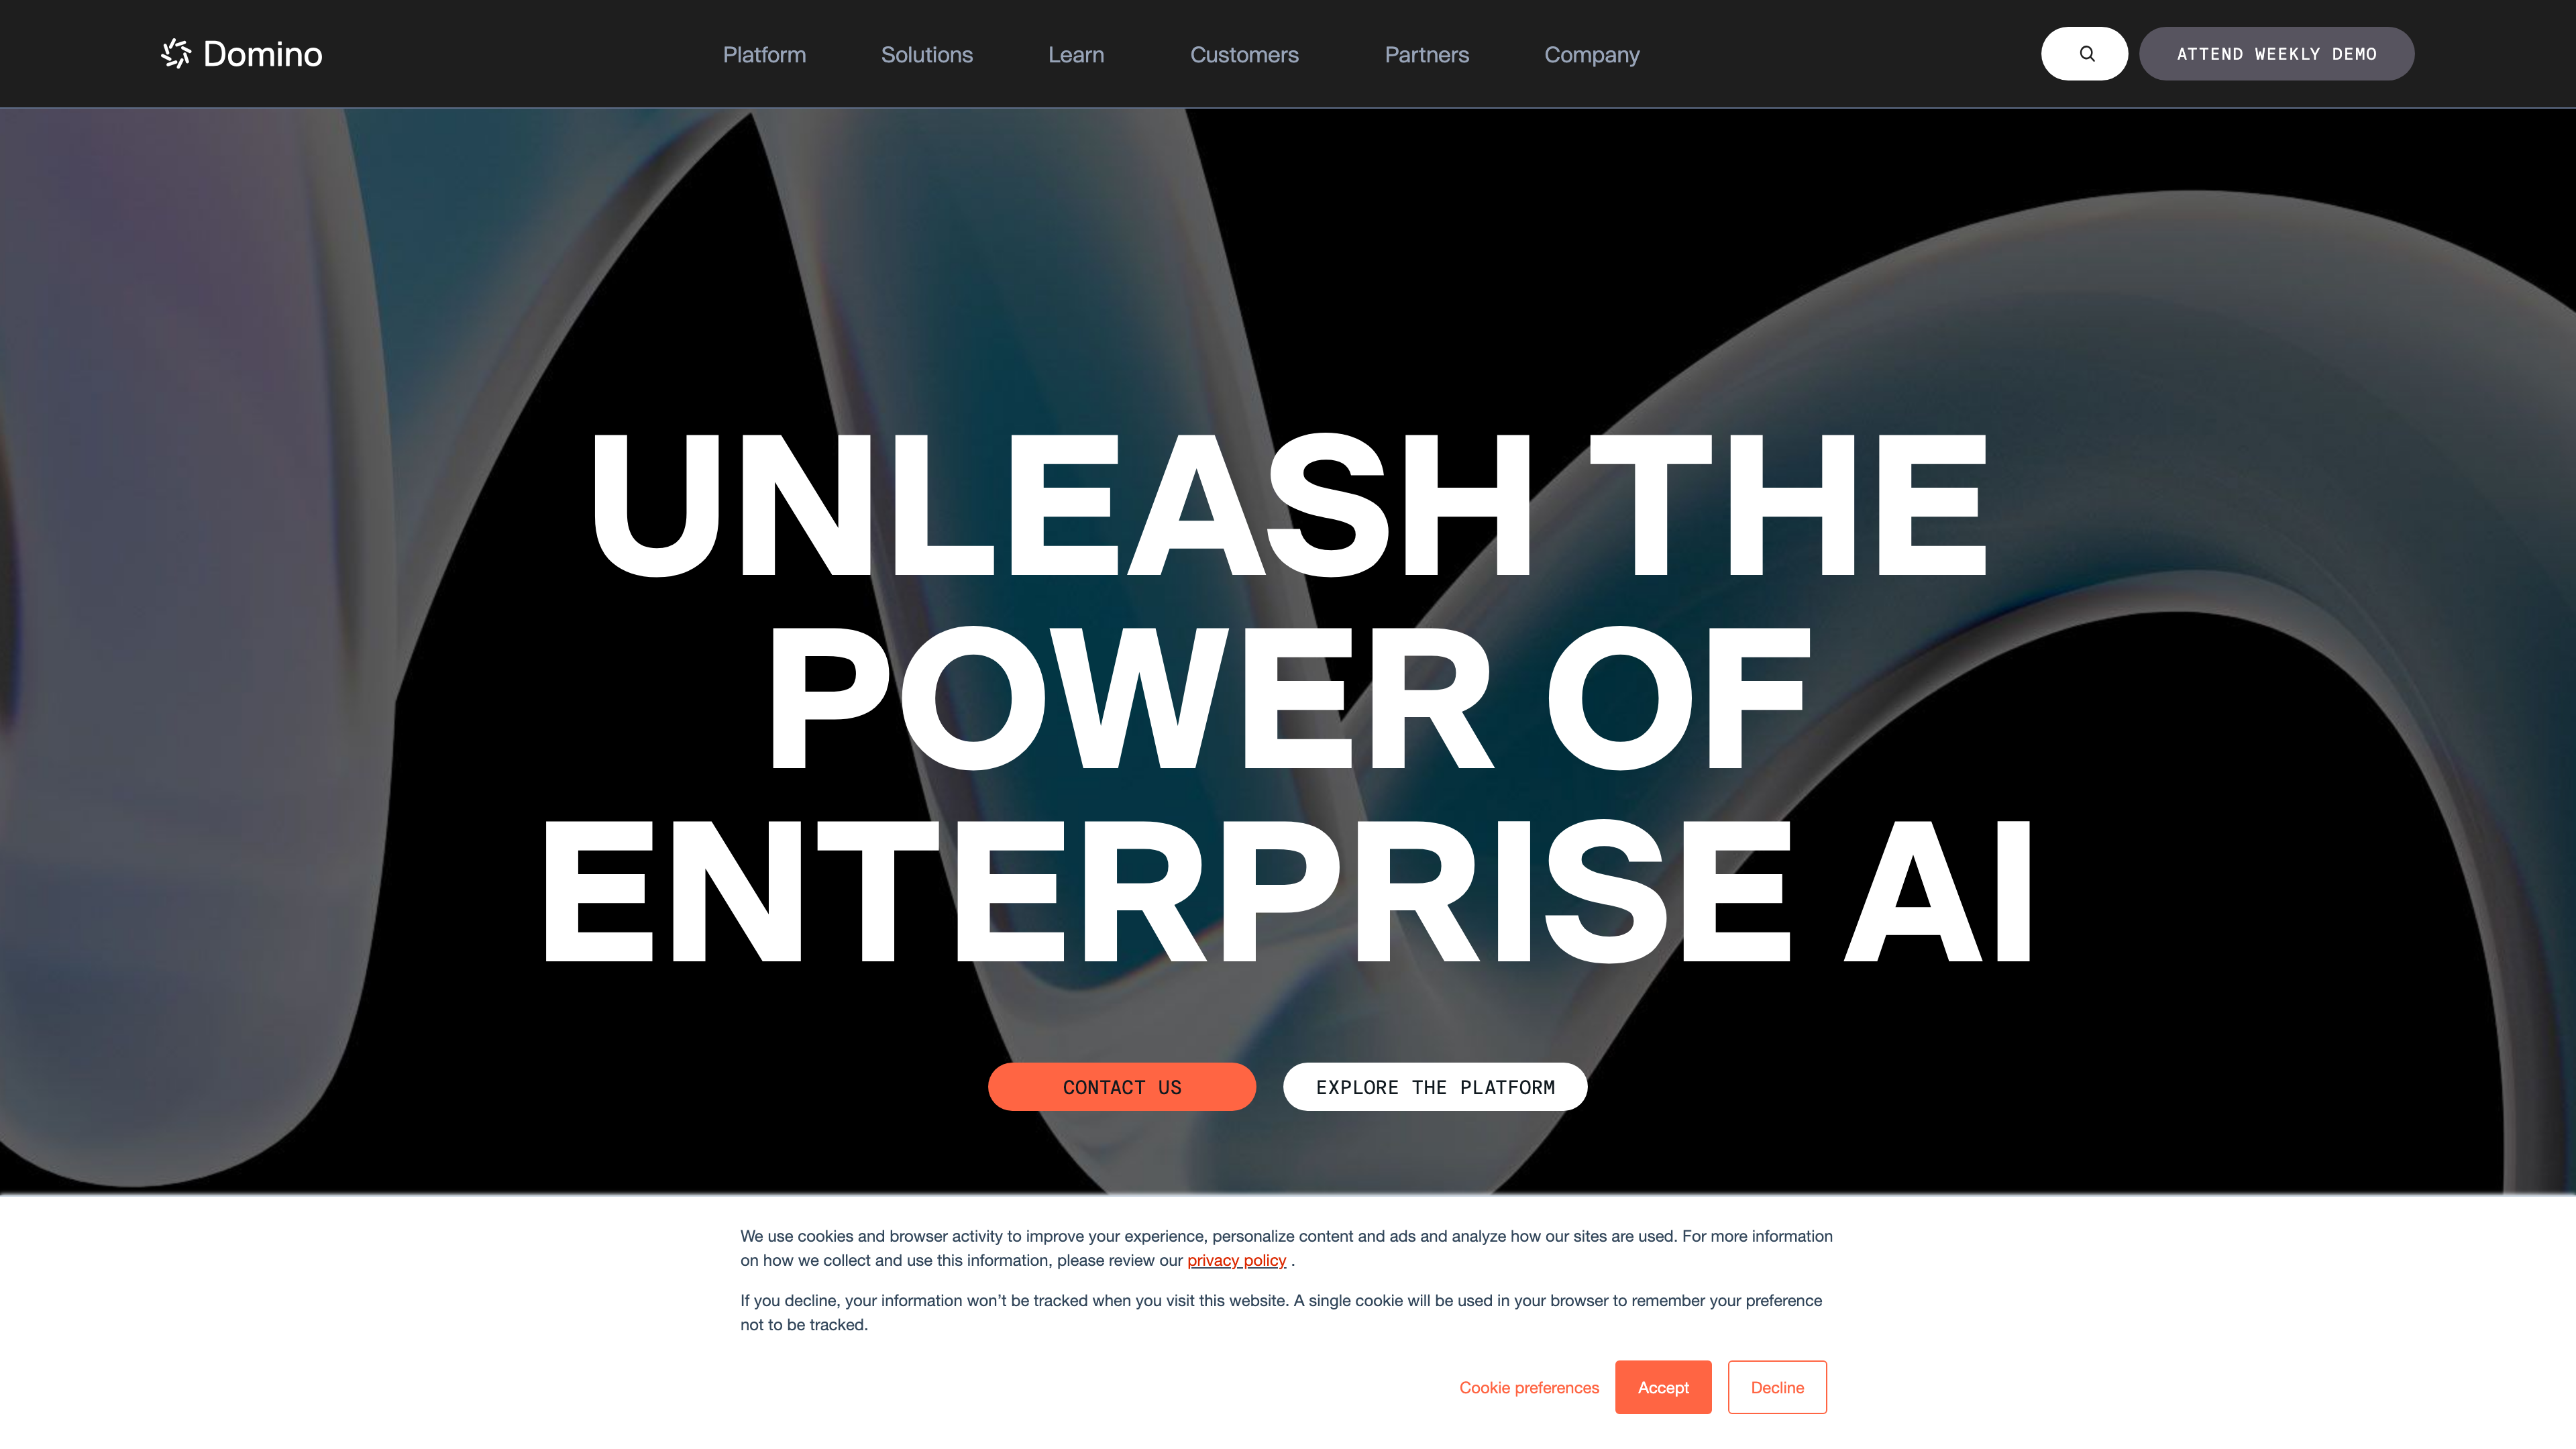 Domino
Platform
Solutions
Learn
Customers
Partners
Company
ATTEND WEEKLY DEMO
UNLEASH THE
POWER OF
ENTERPRISE AI
CONTACT US
EXPLORE THE PLATFORM
We use cookies and browser activity to improve your experience, personalize content and ads and analyze how our sites are used. For more information
on how we collect and use this information, please review our privacy policy .
If you decline, your information won’t be tracked when you visit this website. A single cookie will be used in your browser to remember your preference
not to be tracked.
Cookie preferences
Accept
Decline